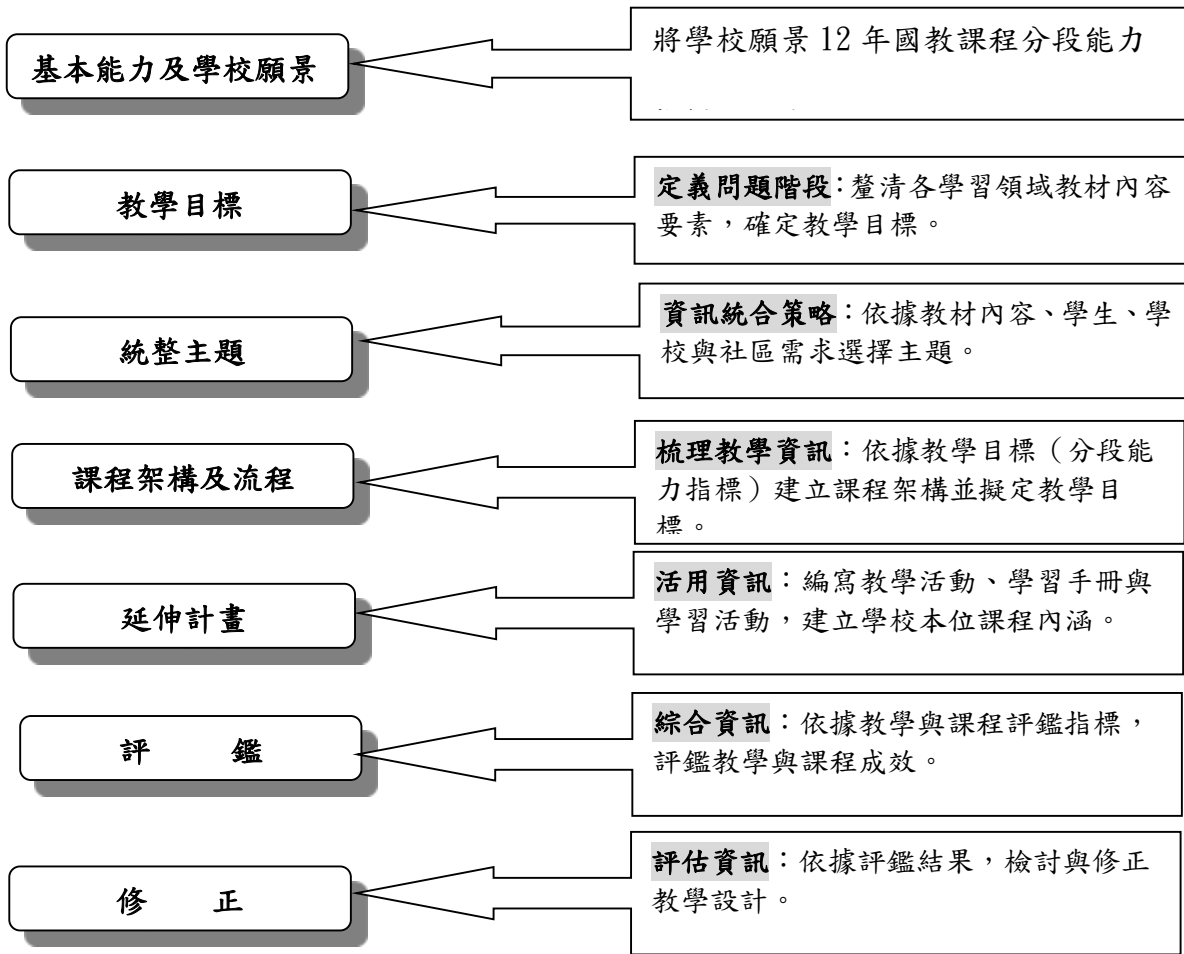 基本能力及學校願景
將學校願景 12 年國教課程分段能力
教學目標
定義問題階段：釐清各學習領域教材內容
要素，確定教學目標。
統整主題
資訊統合策略：依據教材內容、學生、學
校與社區需求選擇主題。
課程架構及流程
梳理教學資訊：依據教學目標（分段能
力指標）建立課程架構並擬定教學目
標。
延伸計畫
活用資訊：編寫教學活動、學習手冊與
學習活動，建立學校本位課程內涵。
評 鑑
綜合資訊：依據教學與課程評鑑指標，
評鑑教學與課程成效。
修 正
評估資訊：依據評鑑結果，檢討與修正
教學設計。